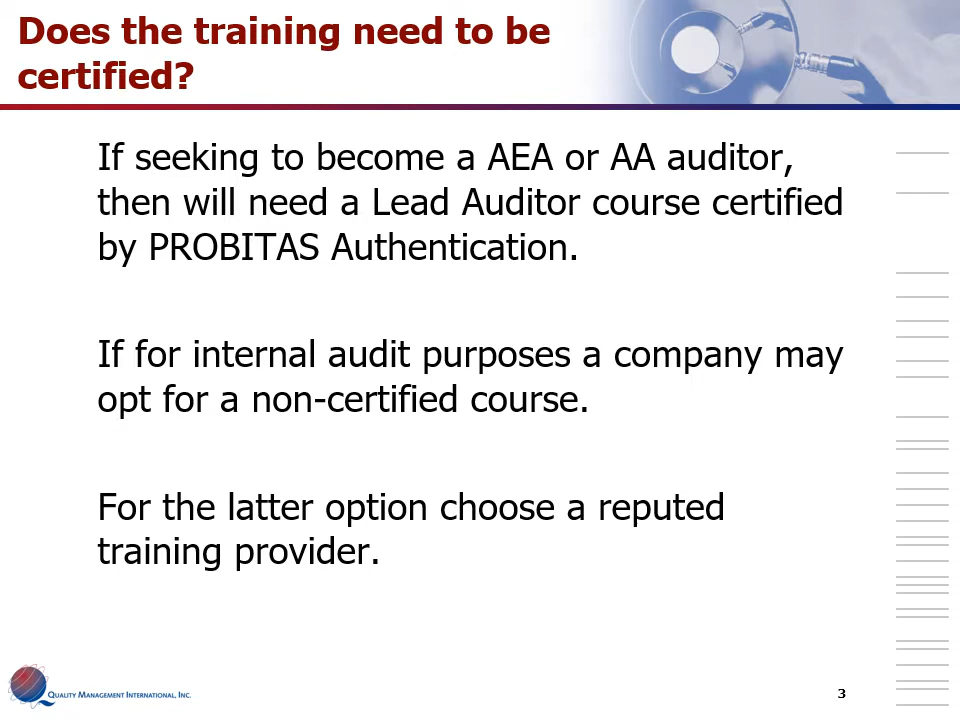 Does the training need to be
certified?
If seeking to become a AEA or AA auditor,
then will need a Lead Auditor course certified
by PROBITAS Authentication.
If for internal audit purposes a company may
opt for a non-certified course.
For the latter option choose a reputed
training provider.
QUALITY MANAGEMENT INTERNATIONAL, INC.
3